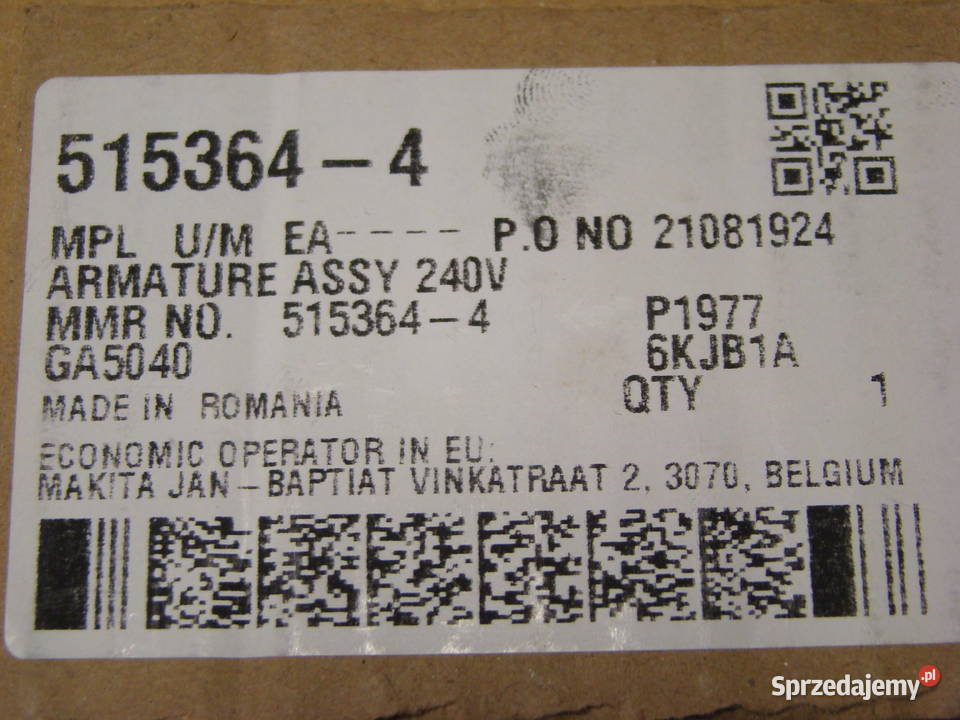 515364-4
MPL U/M EA---- P.O NO 21081924
ARMATURE ASSY 240V
MMR NO. 515364-4 P1977
GA5040 6KJB1A
MADE IN ROMANIA QTY 1
ECONOMIC OPERATOR IN EU:
MAKITA JAN-BAPTIAT VINKATRAAT 2, 3070, BELGIUM
Sprzedajemy.pl